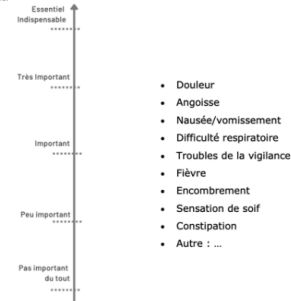 Essentiel
Indispensable
Très Important
Important
Peu important
Pas important
du tout
• Douleur
• Angoisse
• Nausée/vomissement
• Difficulté respiratoire
• Troubles de la vigilance
• Fièvre
• Encombrement
• Sensation de soif
• Constipation
• Autre : ...